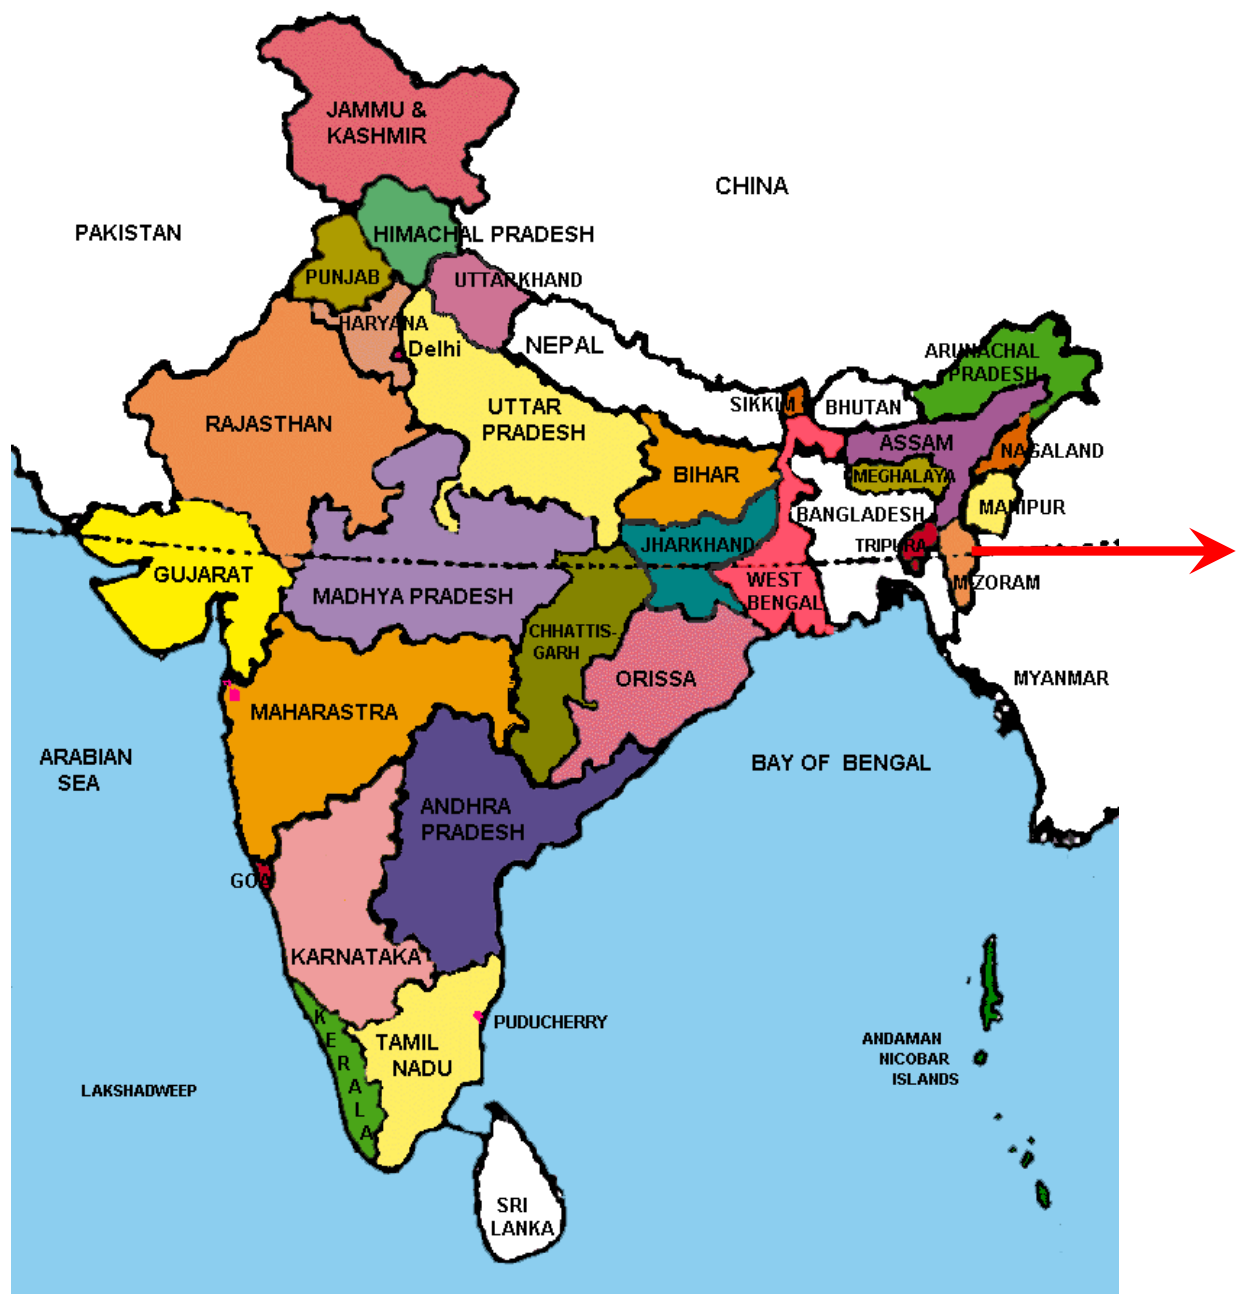 JAMMU &
KASHMIR
CHINA
PAKISTAN
HIMACHAL PRADESH
PUNJAB
UTTARKHAND
HARYANA
Delhi
NEPAL
ARUNACHAL
PRADESH
SIKKIM
BHUTAN
RAJASTHAN
UTTAR
PRADESH
ASSAM
NAGALAND
BIHAR
MEGHALAYA
BANGLADESH
MANIPUR
JHARKHAND
TRIPURA
GUJARAT
MADHYA PRADESH
WEST
BENGAL
MIZORAM
CHHATTIS-
GARH
ORISSA
MYANMAR
MAHARASTRA
ARABIAN
SEA
BAY OF BENGAL
ANDHRA
PRADESH
GOA
KARNATAKA
KERALA
TAMIL
NADU
PUDUCHERRY
ANDAMAN
NICOBAR
ISLANDS
LAKSHADWEEP
SRI
LANKA